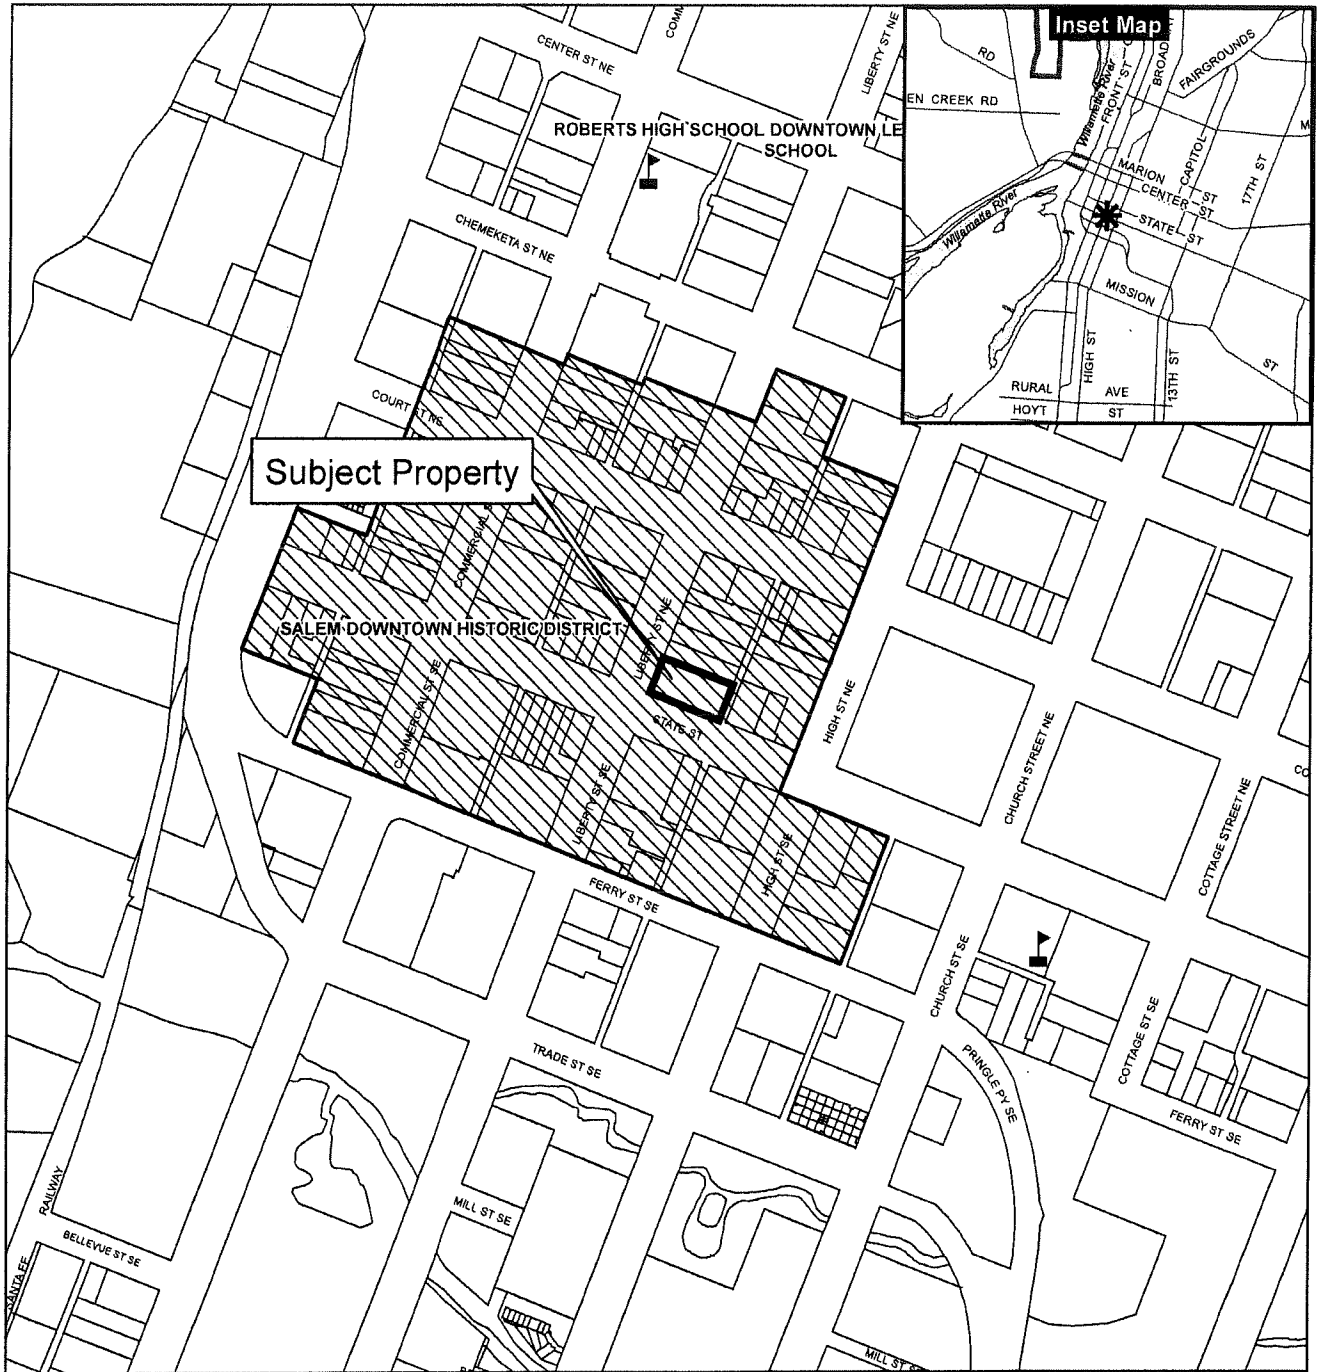 Inset Map
RD
EN CREEK RD
Willamette River
FRONT ST
BROAD
FAIRGROUNDS
M
CAPITOL
17TH ST
MARION
ST
CENTER ST
STATE ST
Willamette River
MISSION
ST
HIGH ST
13TH ST
RURAL AVE
HOYT ST
CENTER ST NE
COMM
LIBERTY ST NE
ROBERTS HIGH SCHOOL DOWNTOWN LE
SCHOOL
CHEMEKETA ST NE
COURT ST NE
Subject Property
COMMERCIAL S
LIBERTY ST NE
SALEM DOWNTOWN HISTORIC DISTRICT
COMMERCIAL ST SE
STATE ST
HIGH ST NE
CHURCH STREET NE
CO
COTTAGE STREET NE
LIBERTY ST SE
HIGH ST SE
FERRY ST SE
CHURCH ST SE
COTTAGE ST SE
TRADE ST SE
PRINGLE PY SE
FERRY ST SE
RAILWAY
MILL ST SE
BELLEVUE ST SE
SANTA FE
MILL ST SE